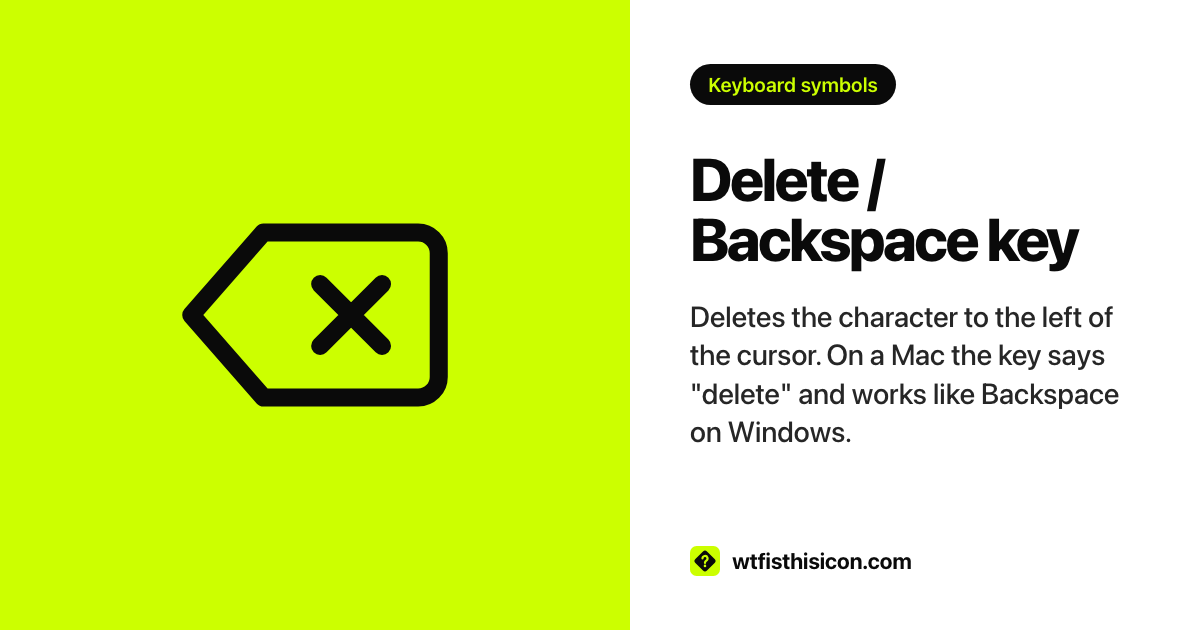 Keyboard symbols
Delete /
Backspace key
Deletes the character to the left of
the cursor. On a Mac the key says
"delete" and works like Backspace
on Windows.
?
wtfisthisicon.com